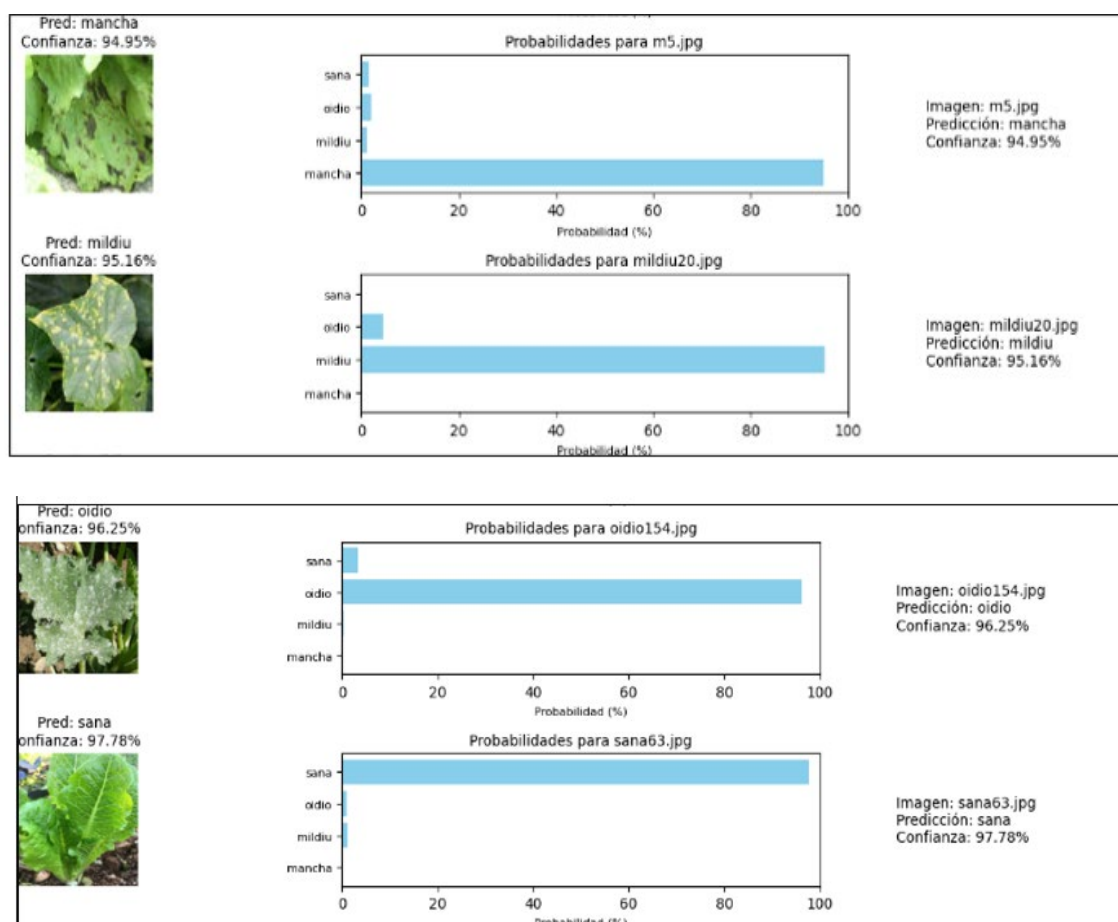 Pred: mancha
Confianza: 94.95%
Probabilidades para m5.jpg
sana
oidio
mildiu
mancha
0 20 40 60 80 100
Probabilidad (%)
Imagen: m5.jpg
Predicción: mancha
Confianza: 94.95%
Pred: mildiu
Confianza: 95.16%
Probabilidades para mildiu20.jpg
sana
oidio
mildiu
mancha
0 20 40 60 80 100
Probabilidad (%)
Imagen: mildiu20.jpg
Predicción: mildiu
Confianza: 95.16%
Pred: oidio
onfianza: 96.25%
Probabilidades para oidio154.jpg
sana
oidio
mildiu
mancha
0 20 40 60 80 100
Probabilidad (%)
Imagen: oidio154.jpg
Predicción: oidio
Confianza: 96.25%
Pred: sana
onfianza: 97.78%
Probabilidades para sana63.jpg
sana
oidio
mildiu
mancha
0 20 40 60 80 100
Probabilidad (%)
Imagen: sana63.jpg
Predicción: sana
Confianza: 97.78%